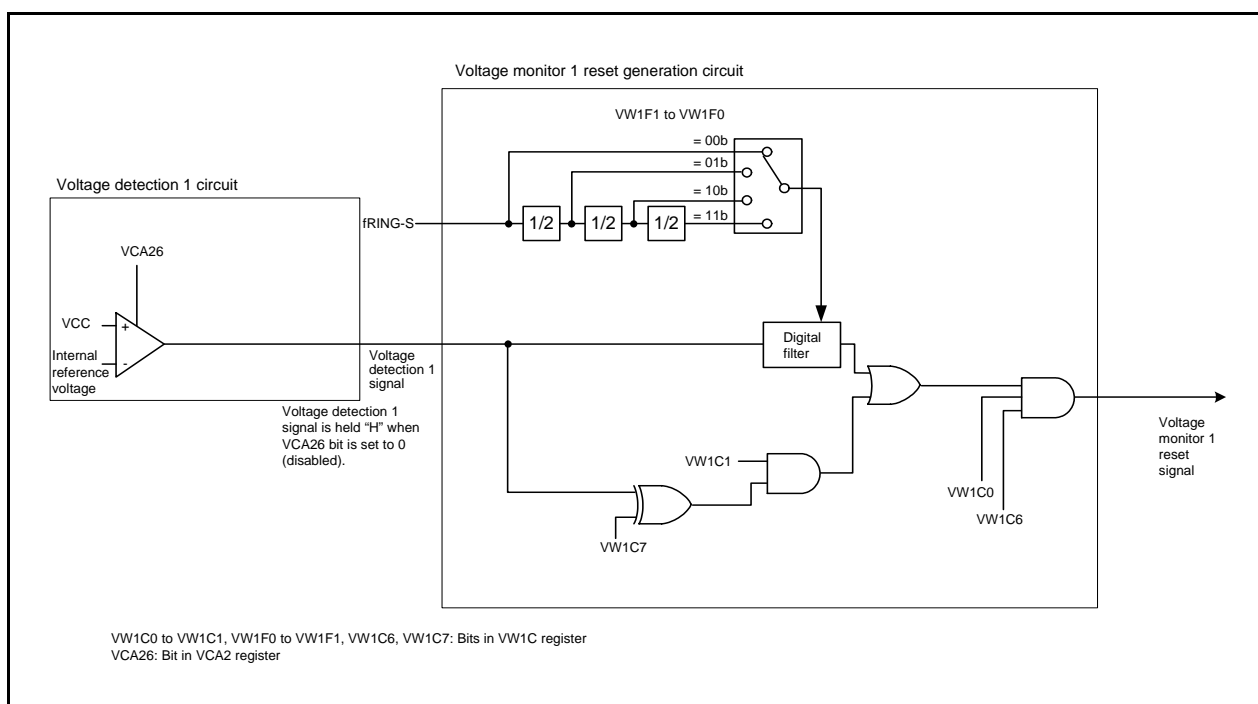 Voltage monitor 1 reset generation circuit
VW1F1 to VW1F0
= 00b
= 01b
= 10b
= 11b
Voltage detection 1 circuit
fRING-S
1/2
1/2
1/2
VCA26
VCC
+
Internal
reference
voltage
-
Voltage
detection 1
signal
Digital
filter
Voltage detection 1
signal is held “H” when
VCA26 bit is set to 0
(disabled).
VW1C1
VW1C7
VW1C0
VW1C6
Voltage
monitor 1
reset
signal
VW1C0 to VW1C1, VW1F0 to VW1F1, VW1C6, VW1C7: Bits in VW1C register
VCA26: Bit in VCA2 register